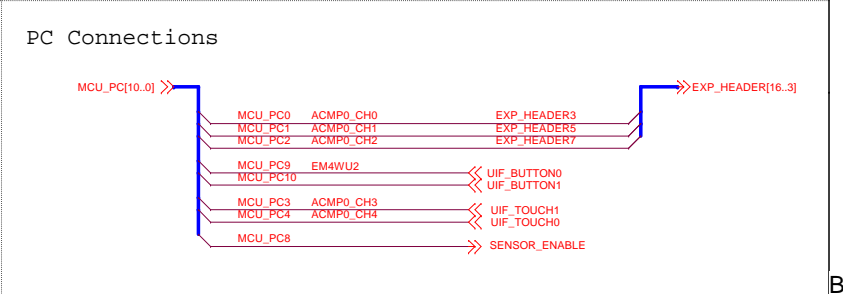 PC Connections
MCU_PC[10..0] EXP_HEADER[16..3]
MCU_PC0 ACMP0_CH0 EXP_HEADER3
MCU_PC1 ACMP0_CH1 EXP_HEADER5
MCU_PC2 ACMP0_CH2 EXP_HEADER7
MCU_PC9 EM4WU2 UIF_BUTTON0
MCU_PC10 UIF_BUTTON1
MCU_PC3 ACMP0_CH3 UIF_TOUCH1
MCU_PC4 ACMP0_CH4 UIF_TOUCH0
MCU_PC8 SENSOR_ENABLE
B